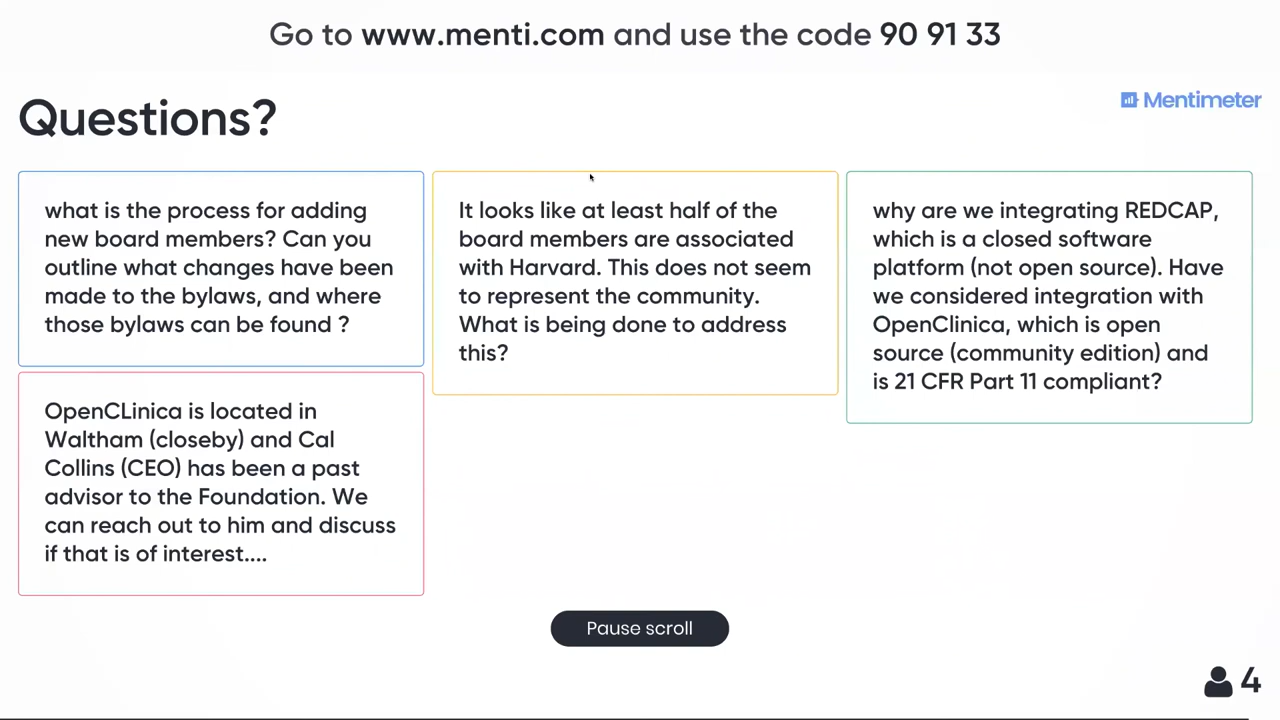 Go to www.menti.com and use the code 90 91 33
Questions?
Mentimeter
what is the process for adding
new board members? Can you
outline what changes have been
made to the bylaws, and where
those bylaws can be found ?
It looks like at least half of the
board members are associated
with Harvard. This does not seem
to represent the community.
What is being done to address
this?
why are we integrating REDCAP,
which is a closed software
platform (not open source). Have
we considered integration with
OpenClinica, which is open
source (community edition) and
is 21 CFR Part 11 compliant?
OpenCLinica is located in
Waltham (closeby) and Cal
Collins (CEO) has been a past
advisor to the Foundation. We
can reach out to him and discuss
if that is of interest....
Pause scroll
4